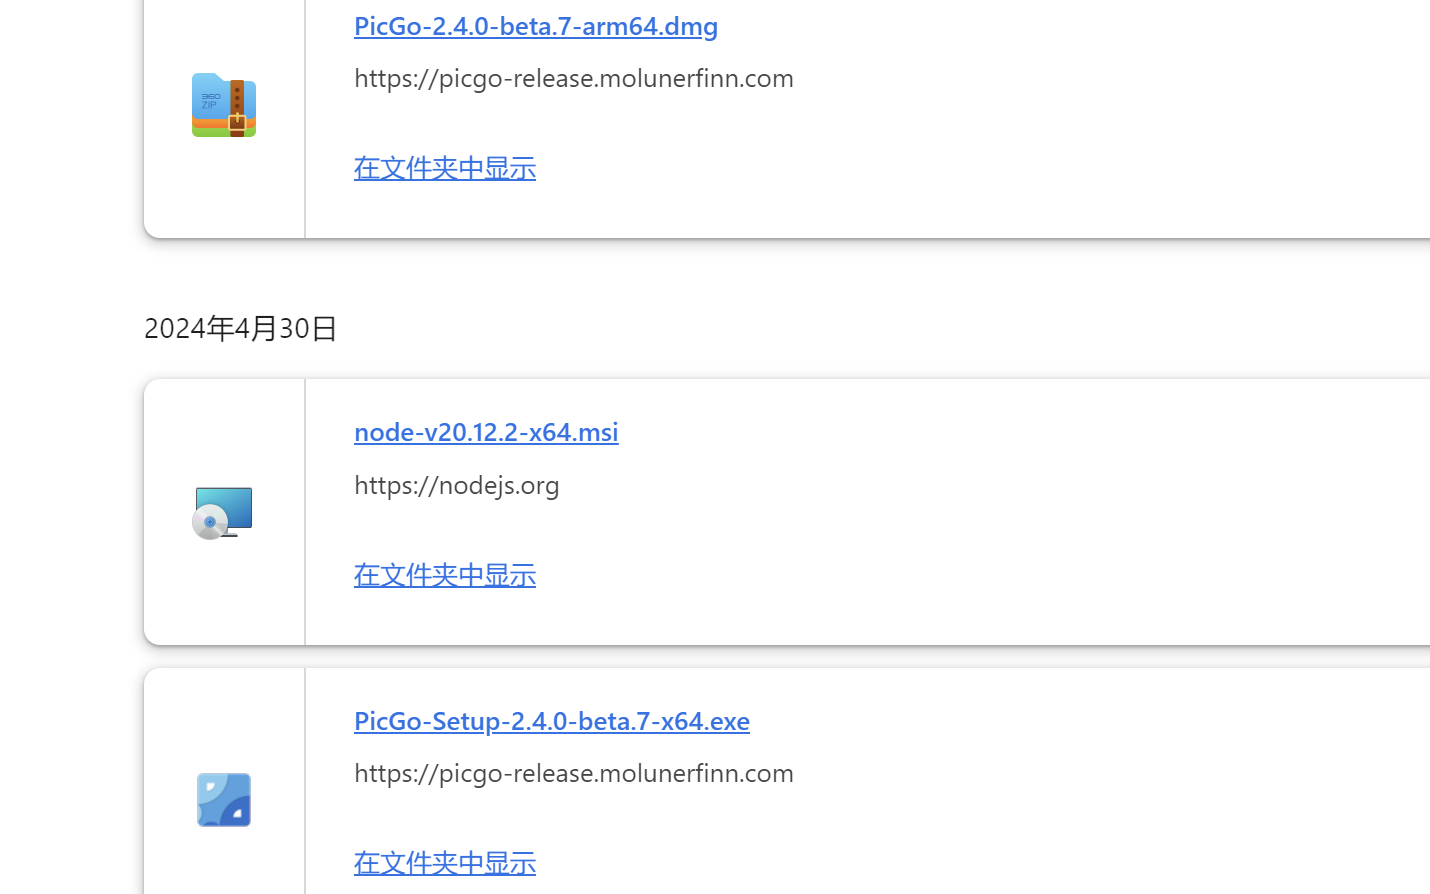 PicGo-2.4.0-beta.7-arm64.dmg
https://picgo-release.molunerfinn.com
360
ZIP
在文件夹中显示
2024年4月30日
node-v20.12.2-x64.msi
https://nodejs.org
在文件夹中显示
PicGo-Setup-2.4.0-beta.7-x64.exe
https://picgo-release.molunerfinn.com
在文件夹中显示